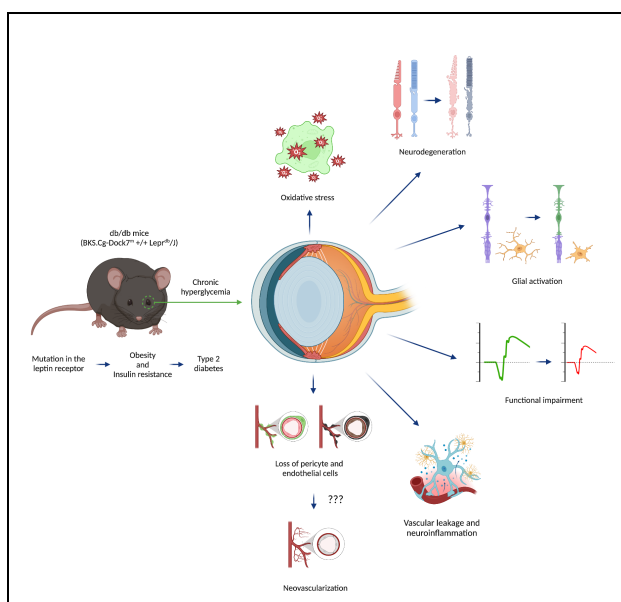 Neurodegeneration
Oxidative stress
db/db mice
(BKS.Cg-Dock7ᵐ +/+ Leprᵈᵇ/J)
Chronic
hyperglycemia
Glial activation
Mutation in the
leptin receptor
Obesity
and
Insulin resistance
Type 2
diabetes
Functional impairment
Loss of pericyte and
endothelial cells
???
Vascular leakage and
neuroinflammation
Neovascularization